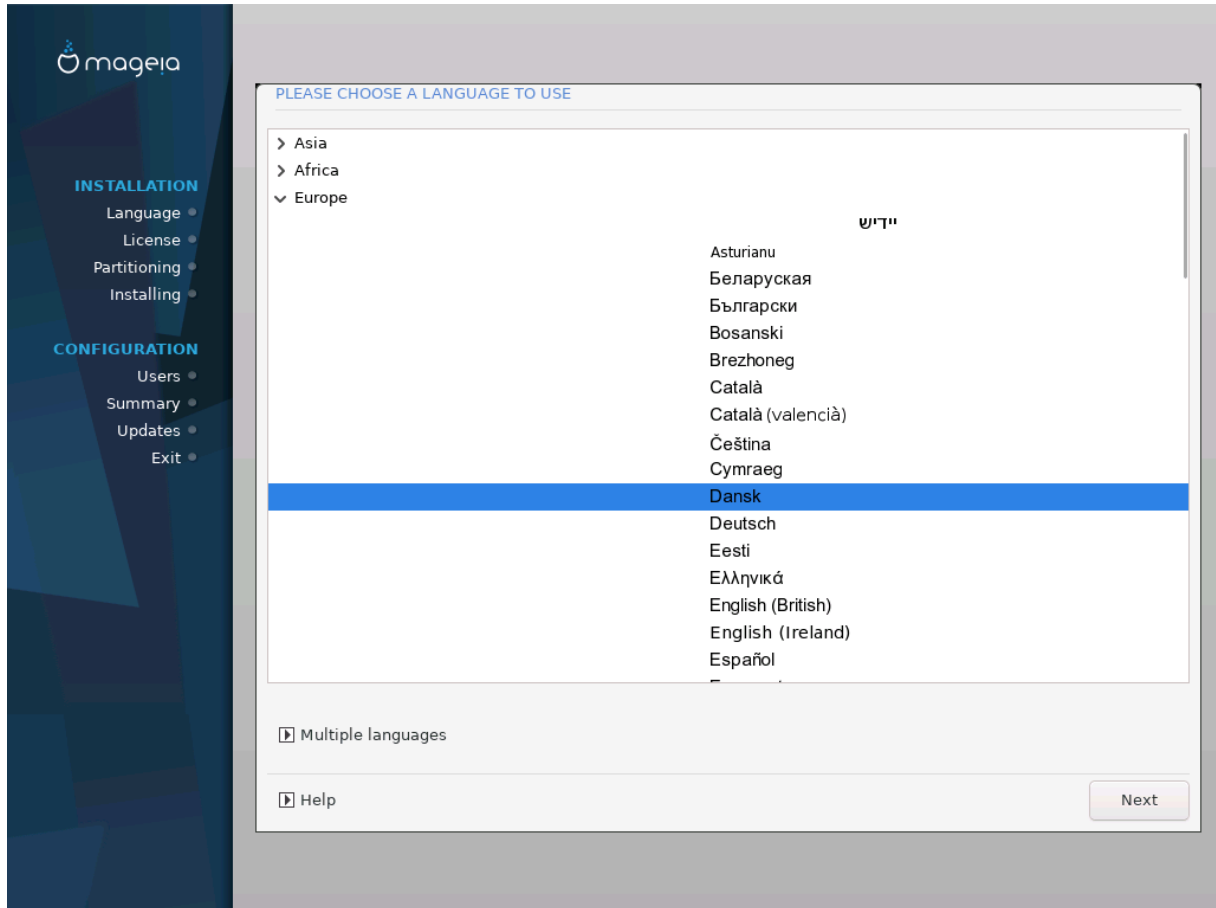 mageia
INSTALLATION
Language
License
Partitioning
Installing
CONFIGURATION
Users
Summary
Updates
Exit
PLEASE CHOOSE A LANGUAGE TO USE
Asia
Africa
Europe
ייִדיש
Asturianu
Беларуская
Български
Bosanski
Brezhoneg
Català
Català (valencià)
Čeština
Cymraeg
Dansk
Deutsch
Eesti
Ελληνικά
English (British)
English (Ireland)
Español
Multiple languages
Help
Next